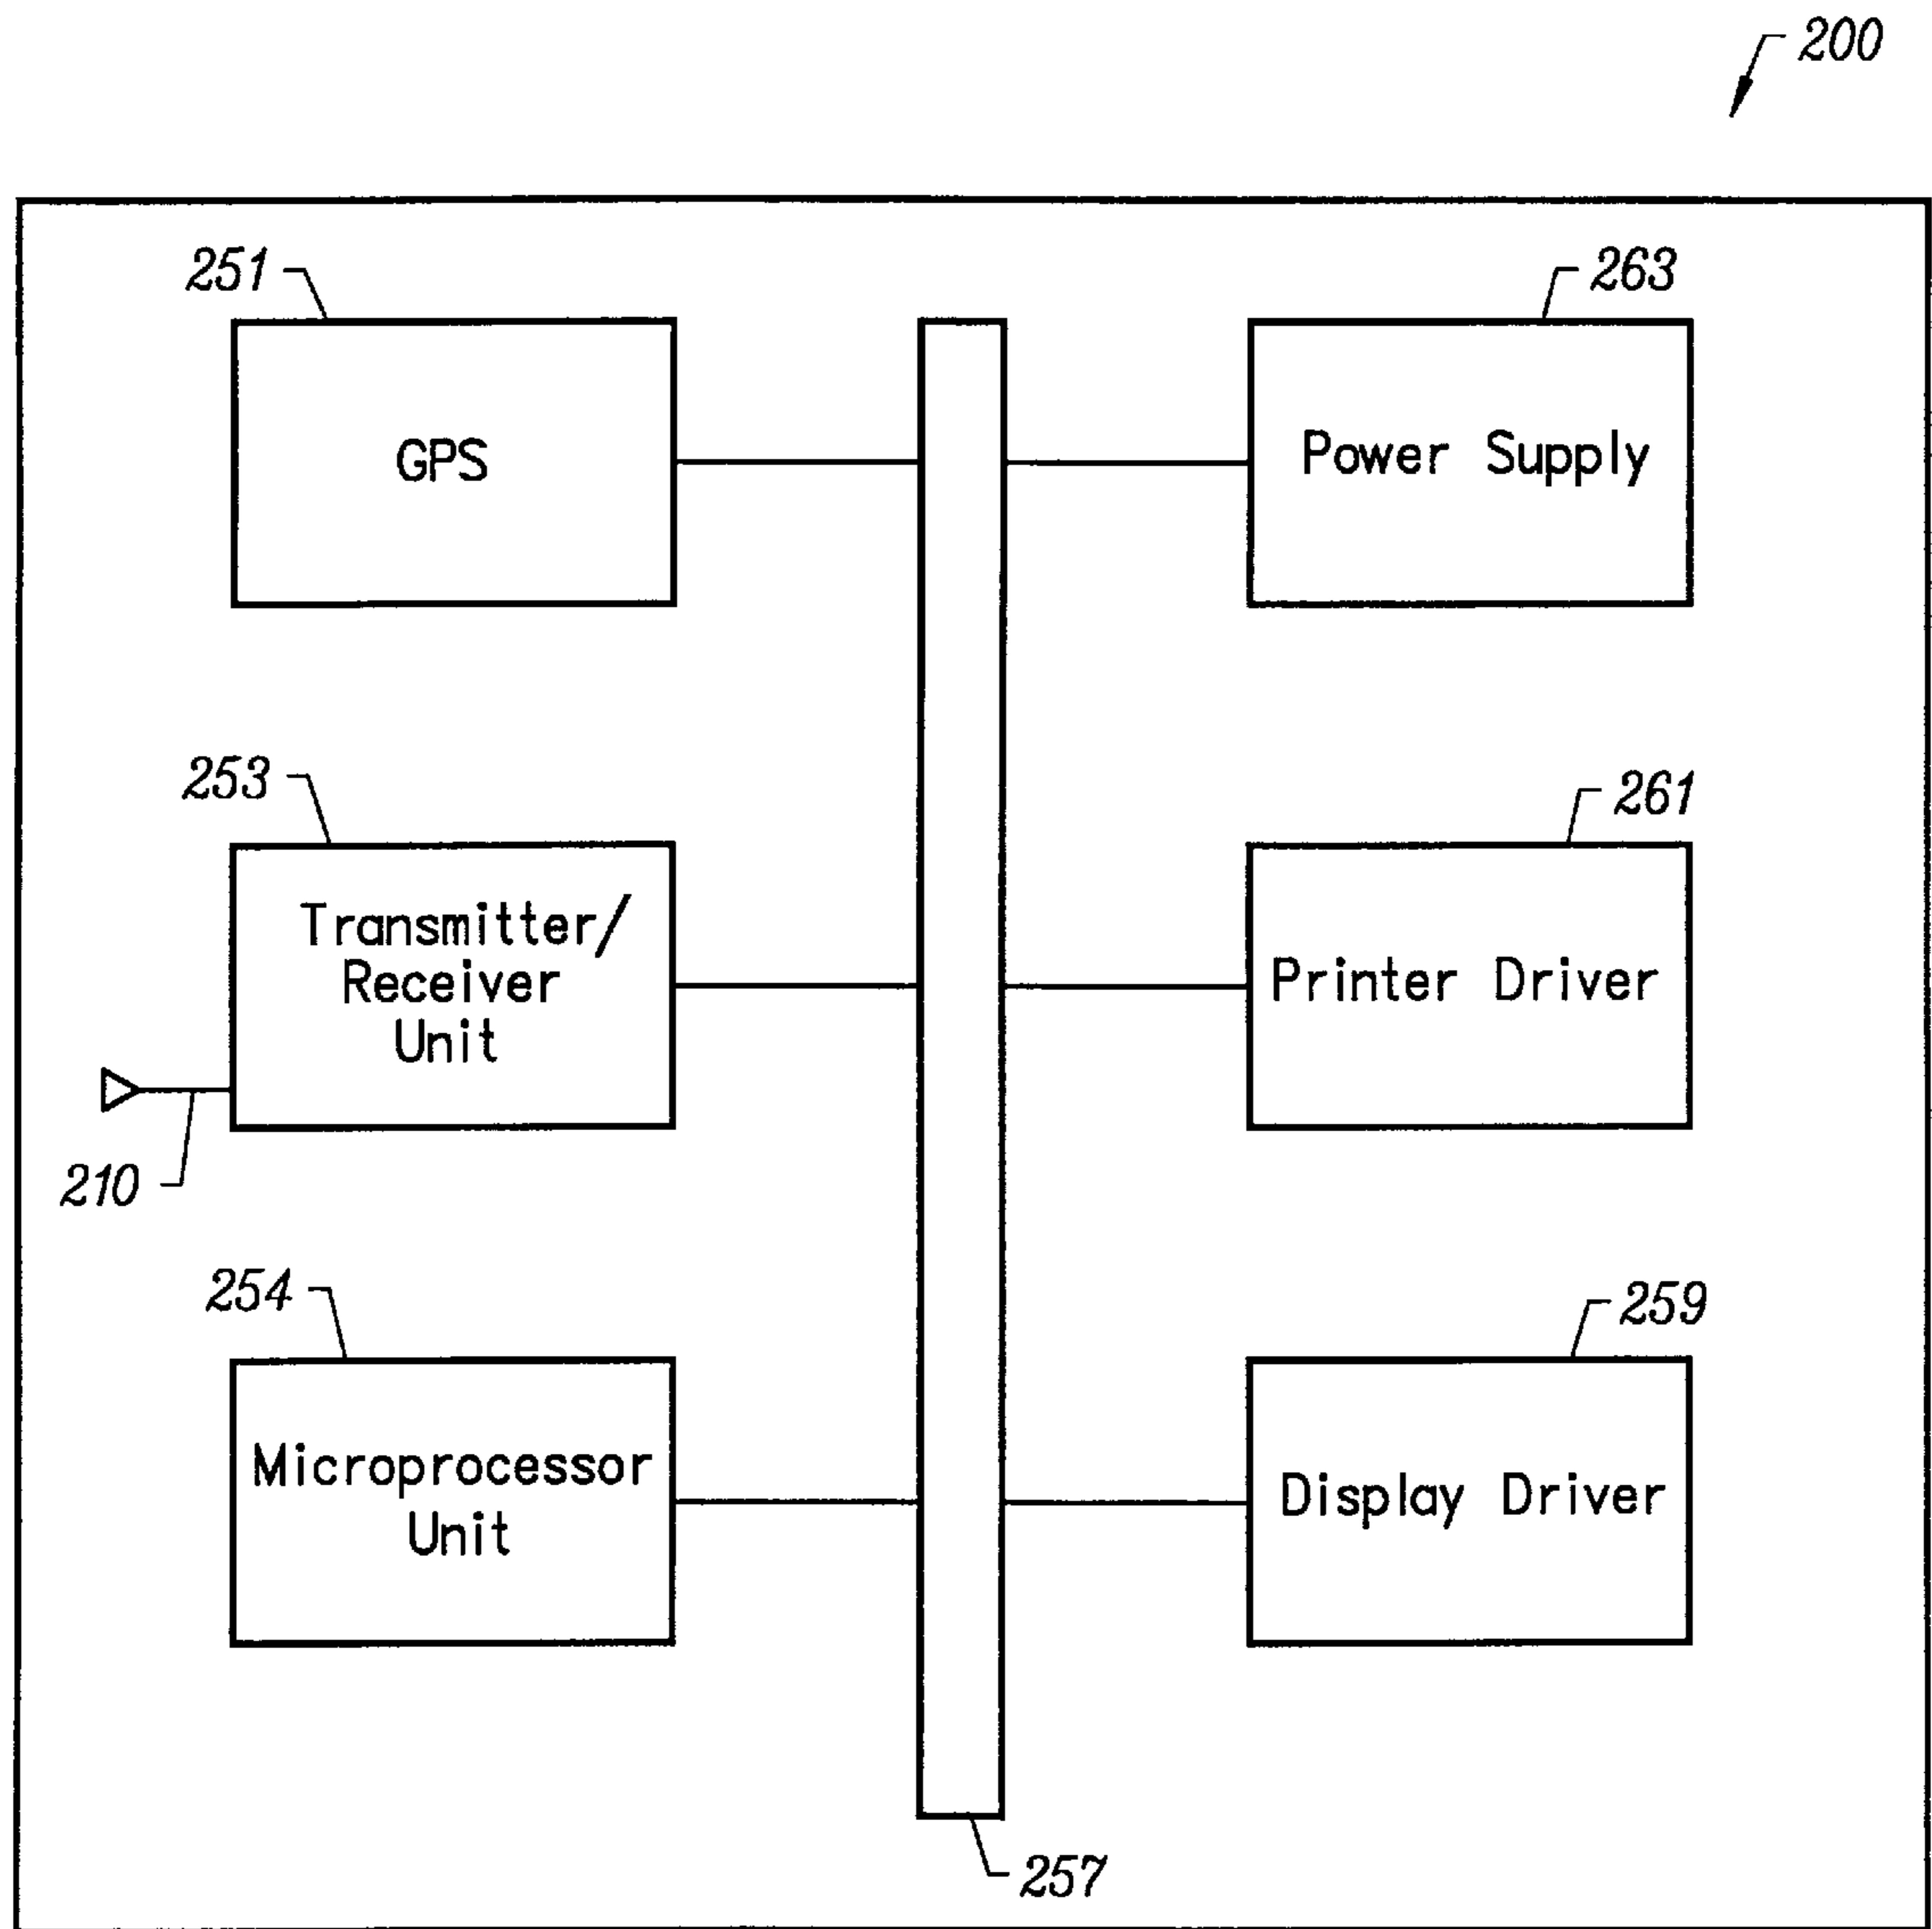 200
251
263
GPS
Power Supply
253
261
Transmitter/
Receiver
Unit
Printer Driver
210
254
259
Microprocessor
Unit
Display Driver
257